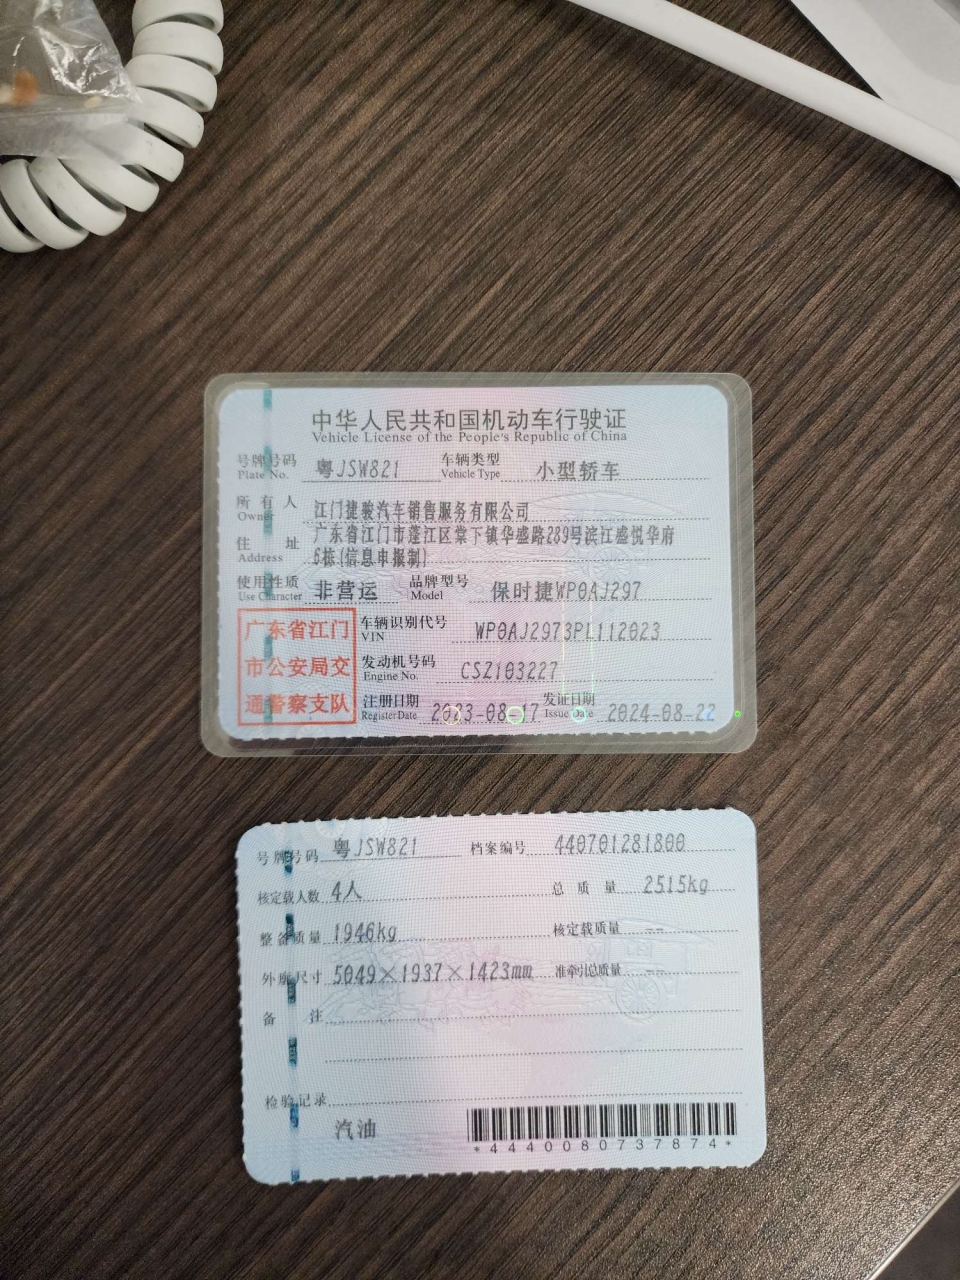 中华人民共和国机动车行驶证
Vehicle License of the People's Republic of China
号牌号码 粤JSW821 车辆类型 小型轿车
Plate No. Vehicle Type
所有人 江门捷骏汽车销售服务有限公司
Owner
住址 广东省江门市蓬江区棠下镇华盛路289号滨江盛悦华府
Address 6栋(信息申报制)
使用性质 非营运 品牌型号 保时捷WP0AJ297
Use Character Model
广东省江门
市公安局交
通警察支队
车辆识别代号 WP0AJ2973PL112023
VIN
发动机号码 CSZ103227
Engine No.
注册日期 2023-08-17 发证日期 2024-08-22
Register Date Issue Date
号牌号码 粤JSW821 档案编号 440701281800
核定载人数 4人 总质量 2515kg
整备质量 1946kg 核定载质量 --
外廓尺寸 5049×1937×1423mm 准牵引总质量 --
备注
检验记录
汽油
*4440080737874*